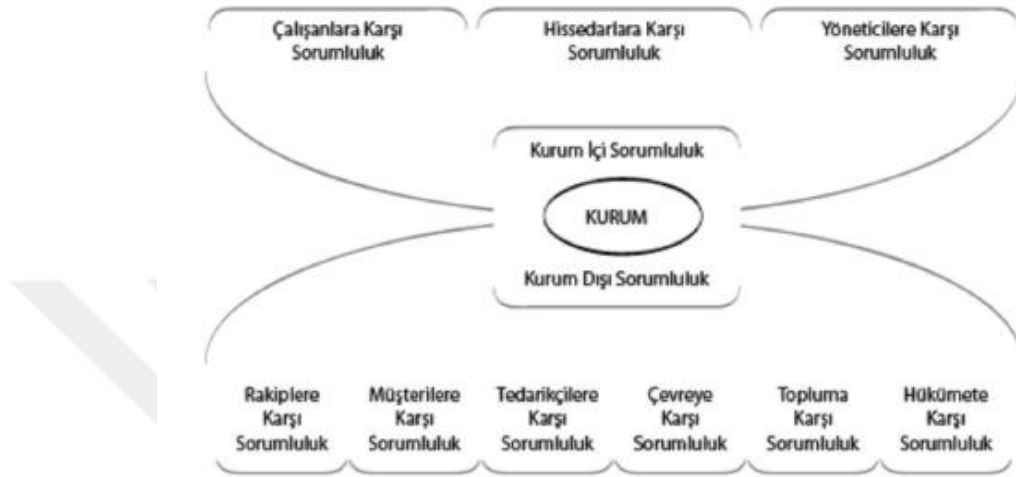 Çalışanlara Karşı
Sorumluluk
Hissedarlara Karşı
Sorumluluk
Yöneticilere Karşı
Sorumluluk
Kurum İçi Sorumluluk
KURUM
Kurum Dışı Sorumluluk
Rakiplere
Karşı
Sorumluluk
Müşterilere
Karşı
Sorumluluk
Tedarikçilere
Karşı
Sorumluluk
Çevreye
Karşı
Sorumluluk
Topluma
Karşı
Sorumluluk
Hükümete
Karşı
Sorumluluk